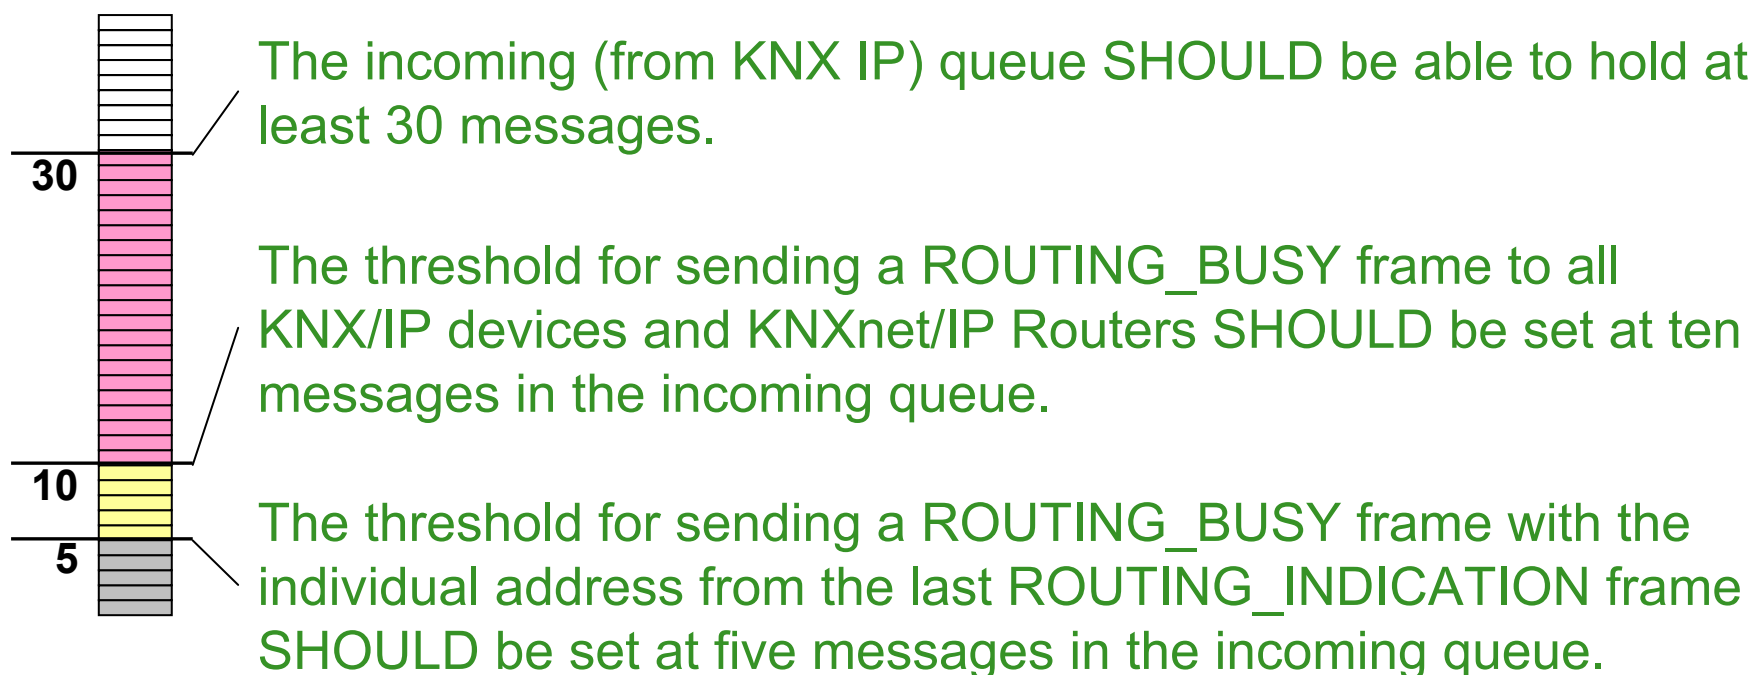 The incoming (from KNX IP) queue SHOULD be able to hold at
least 30 messages.
30
The threshold for sending a ROUTING_BUSY frame to all
KNX/IP devices and KNXnet/IP Routers SHOULD be set at ten
messages in the incoming queue.
10
The threshold for sending a ROUTING_BUSY frame with the
5
individual address from the last ROUTING_INDICATION frame
SHOULD be set at five messages in the incoming queue.